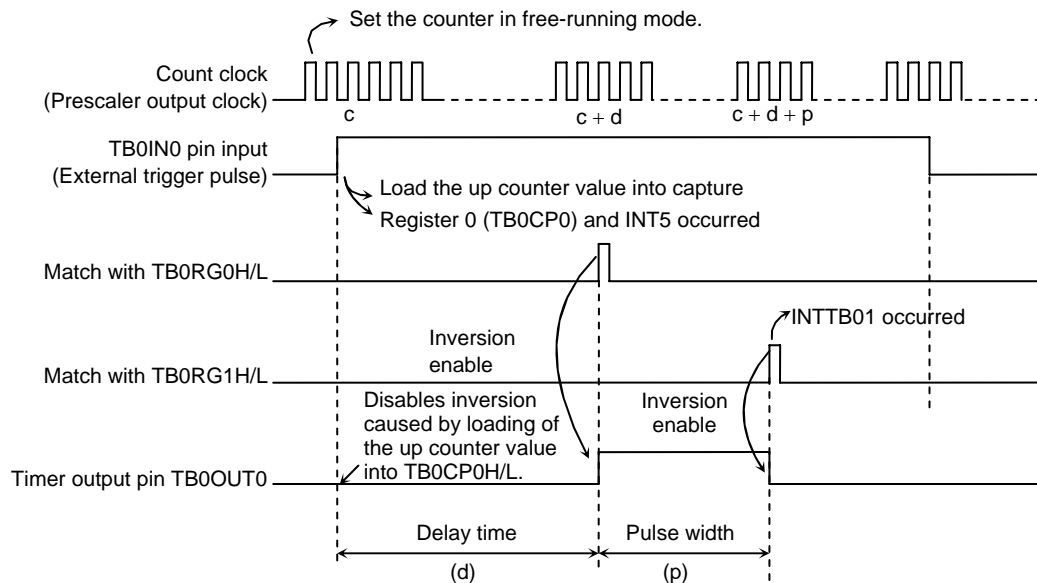 Set the counter in free-running mode.
Count clock
(Prescaler output clock)
c
c + d
c + d + p
TB0IN0 pin input
(External trigger pulse)
Load the up counter value into capture
Register 0 (TB0CP0) and INT5 occurred
Match with TB0RG0H/L
INTTB01 occurred
Inversion
enable
Match with TB0RG1H/L
Disables inversion
caused by loading of
the up counter value
into TB0CP0H/L.
Inversion
enable
Timer output pin TB0OUT0
Delay time
Pulse width
(d)
(p)